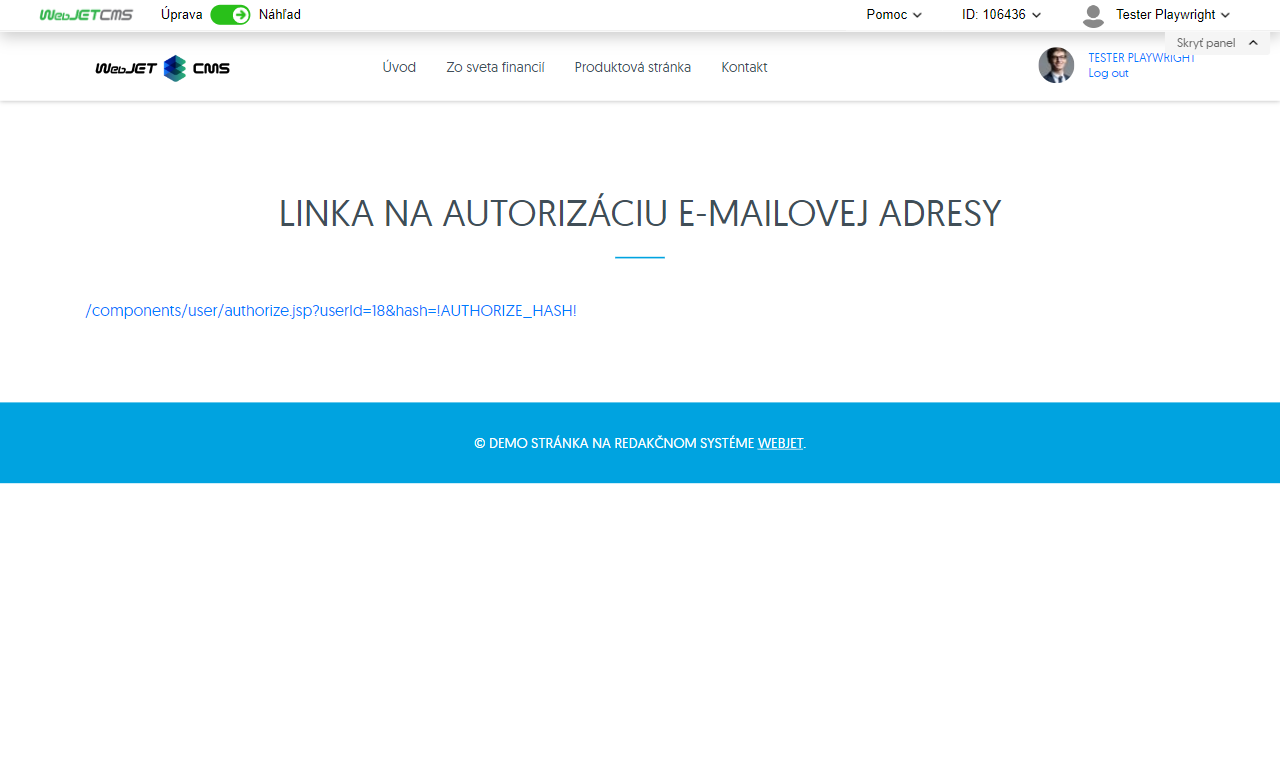 WebJETCMS Úprava Náhľad Pomoc ID: 106436 Tester Playwright
Skryť panel
WebJET CMS Úvod Zo sveta financií Produktová stránka Kontakt
TESTER PLAYWRIGHT
Log out
LINKA NA AUTORIZÁCIU E-MAILOVEJ ADRESY
/components/user/authorize.jsp?userId=18&hash=!AUTHORIZE_HASH!
© DEMO STRÁNKA NA REDAKČNOM SYSTÉME WEBJET.